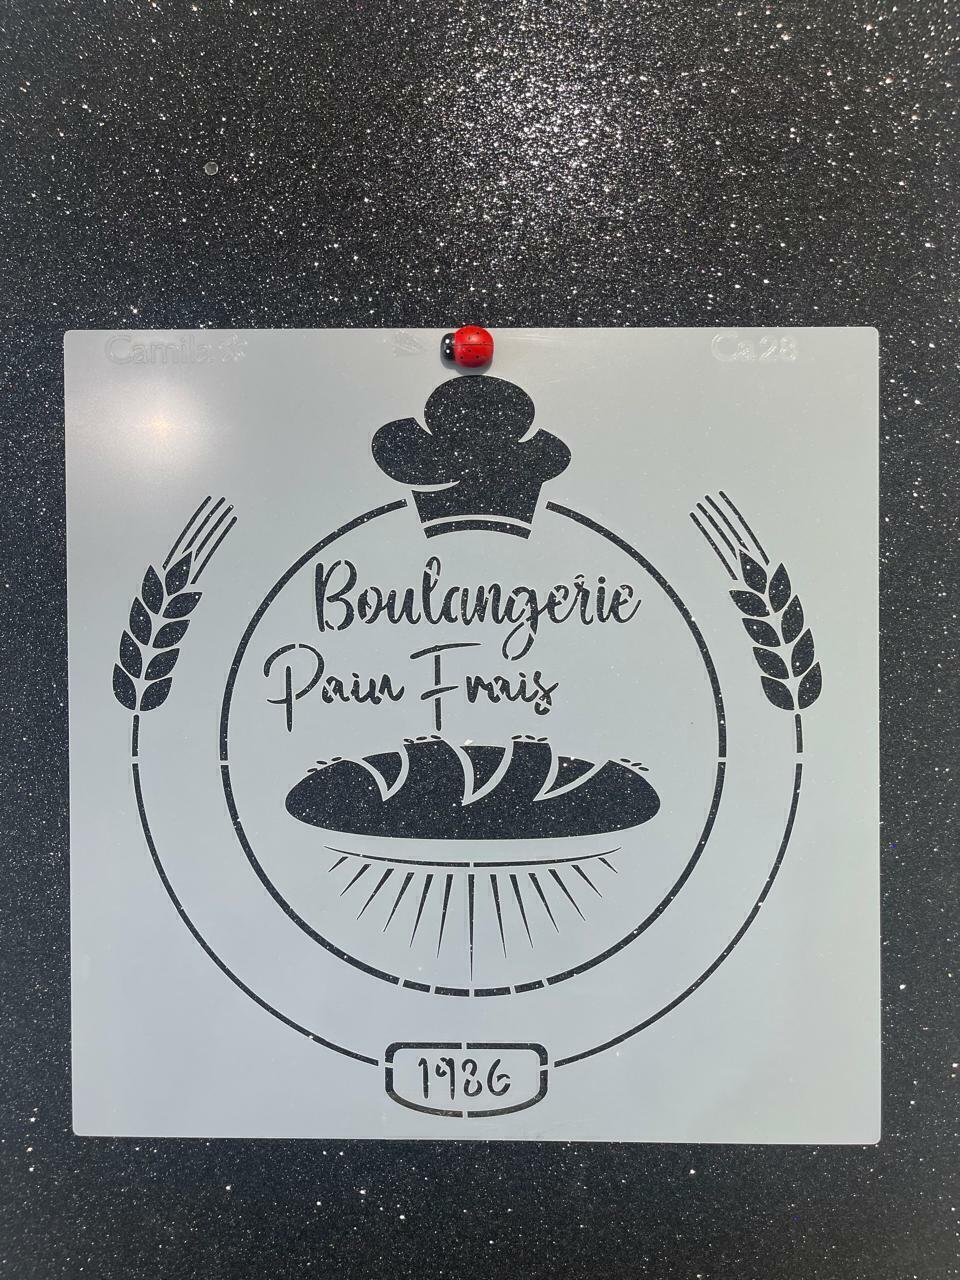 Camila
Ca28
Boulangerie
Pain Frais
1986